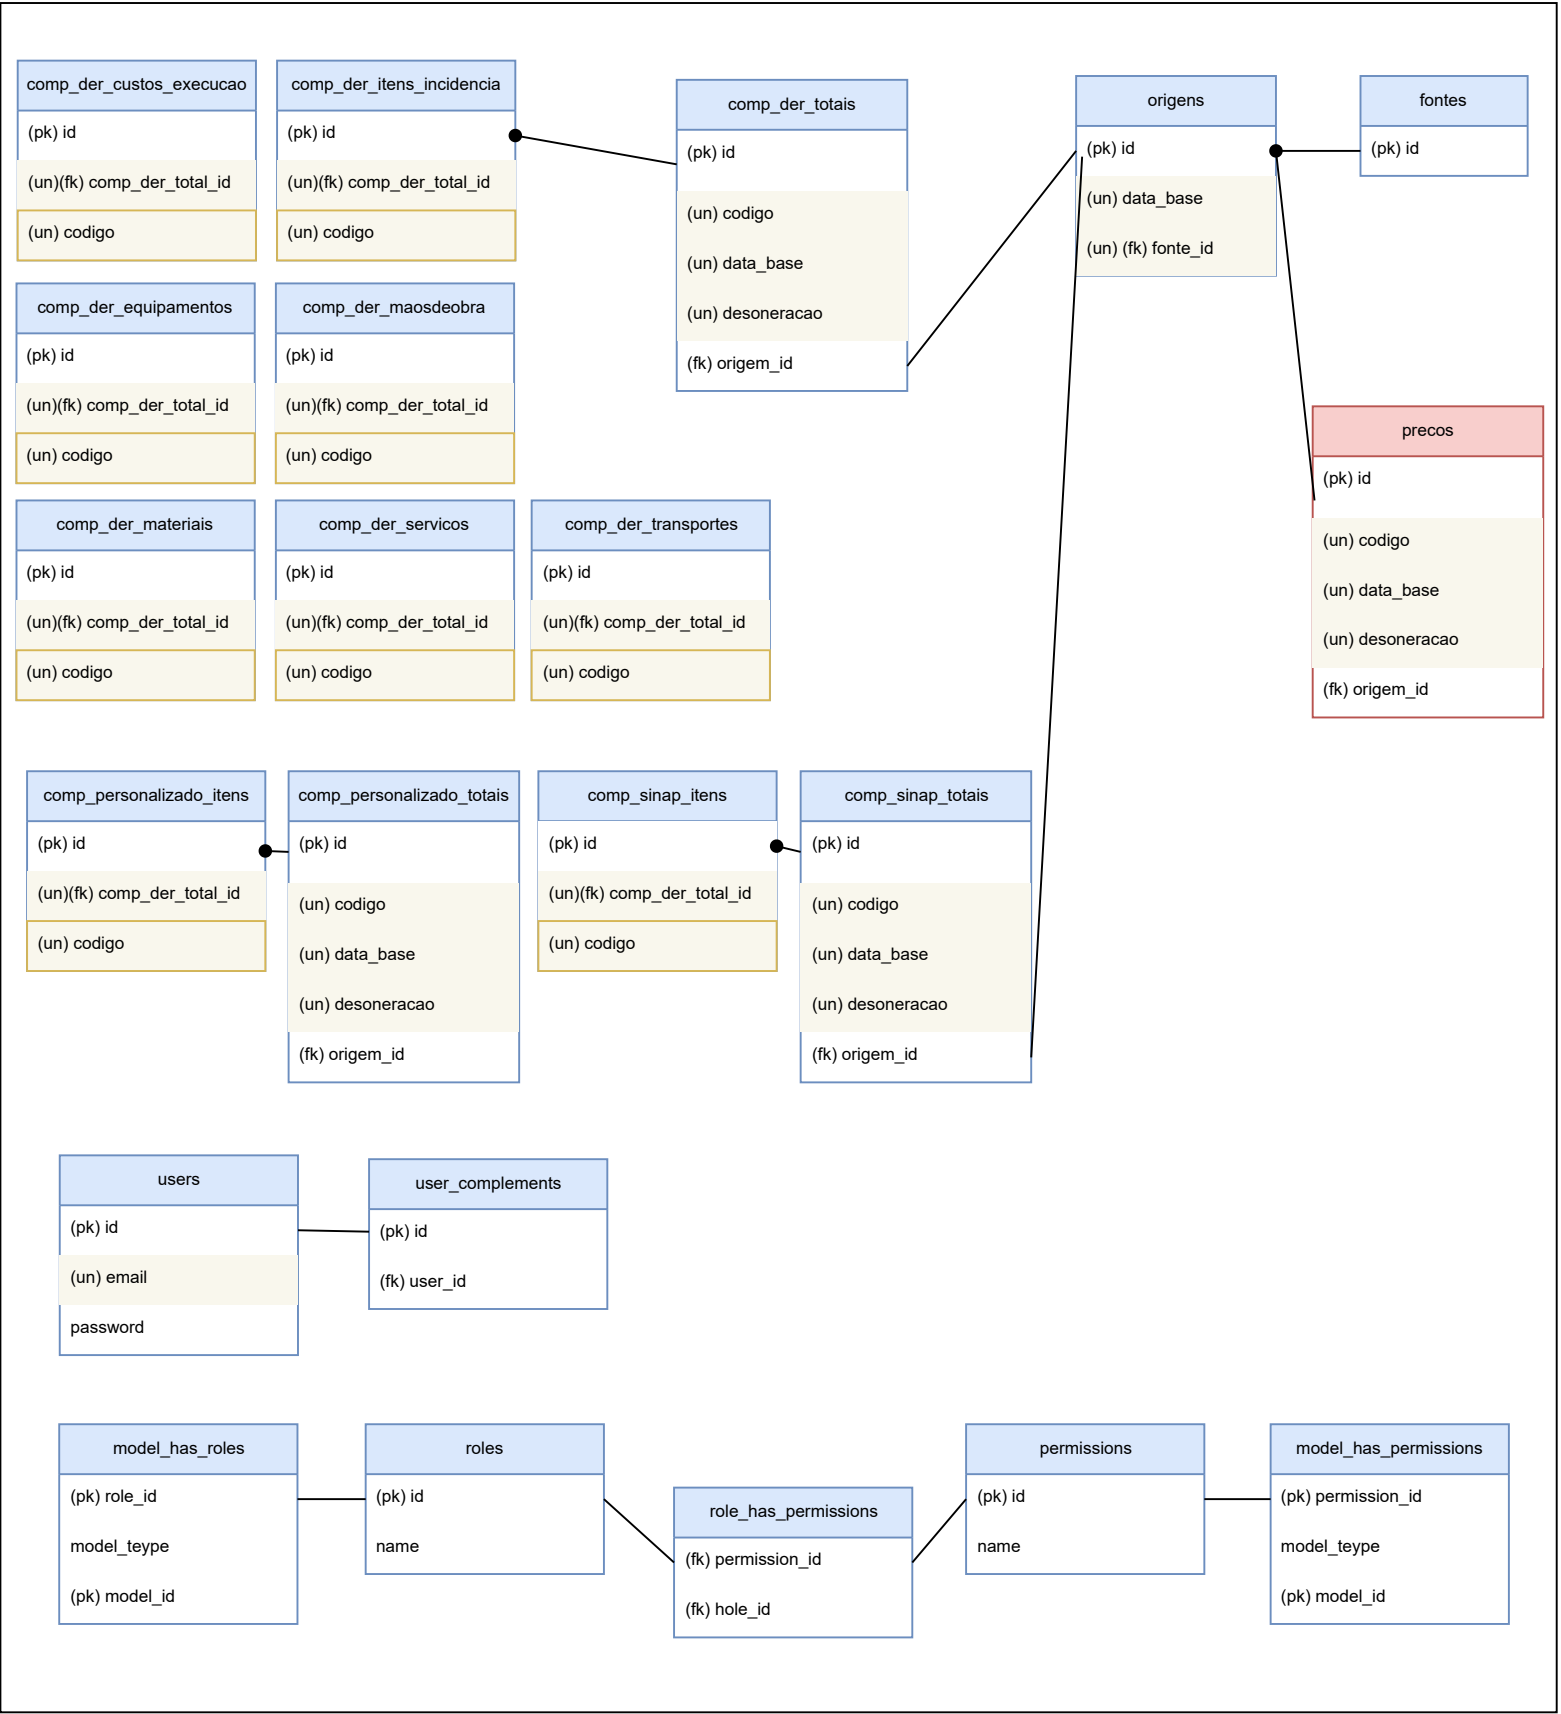 comp_der_custos_execucao
(pk) id
(un)(fk) comp_der_total_id
(un) codigo
comp_der_itens_incidencia
(pk) id
(un)(fk) comp_der_total_id
(un) codigo
comp_der_totais
(pk) id
(un) codigo
(un) data_base
(un) desoneracao
(fk) origem_id
origens
(pk) id
(un) data_base
(un) (fk) fonte_id
fontes
(pk) id
comp_der_equipamentos
(pk) id
(un)(fk) comp_der_total_id
(un) codigo
comp_der_maosdeobra
(pk) id
(un)(fk) comp_der_total_id
(un) codigo
precos
(pk) id
(un) codigo
(un) data_base
(un) desoneracao
(fk) origem_id
comp_der_materiais
(pk) id
(un)(fk) comp_der_total_id
(un) codigo
comp_der_servicos
(pk) id
(un)(fk) comp_der_total_id
(un) codigo
comp_der_transportes
(pk) id
(un)(fk) comp_der_total_id
(un) codigo
comp_personalizado_itens
(pk) id
(un)(fk) comp_der_total_id
(un) codigo
comp_personalizado_totais
(pk) id
(un) codigo
(un) data_base
(un) desoneracao
(fk) origem_id
comp_sinap_itens
(pk) id
(un)(fk) comp_der_total_id
(un) codigo
comp_sinap_totais
(pk) id
(un) codigo
(un) data_base
(un) desoneracao
(fk) origem_id
users
(pk) id
(un) email
password
user_complements
(pk) id
(fk) user_id
model_has_roles
(pk) role_id
model_teype
(pk) model_id
roles
(pk) id
name
role_has_permissions
(fk) permission_id
(fk) hole_id
permissions
(pk) id
name
model_has_permissions
(pk) permission_id
model_teype
(pk) model_id